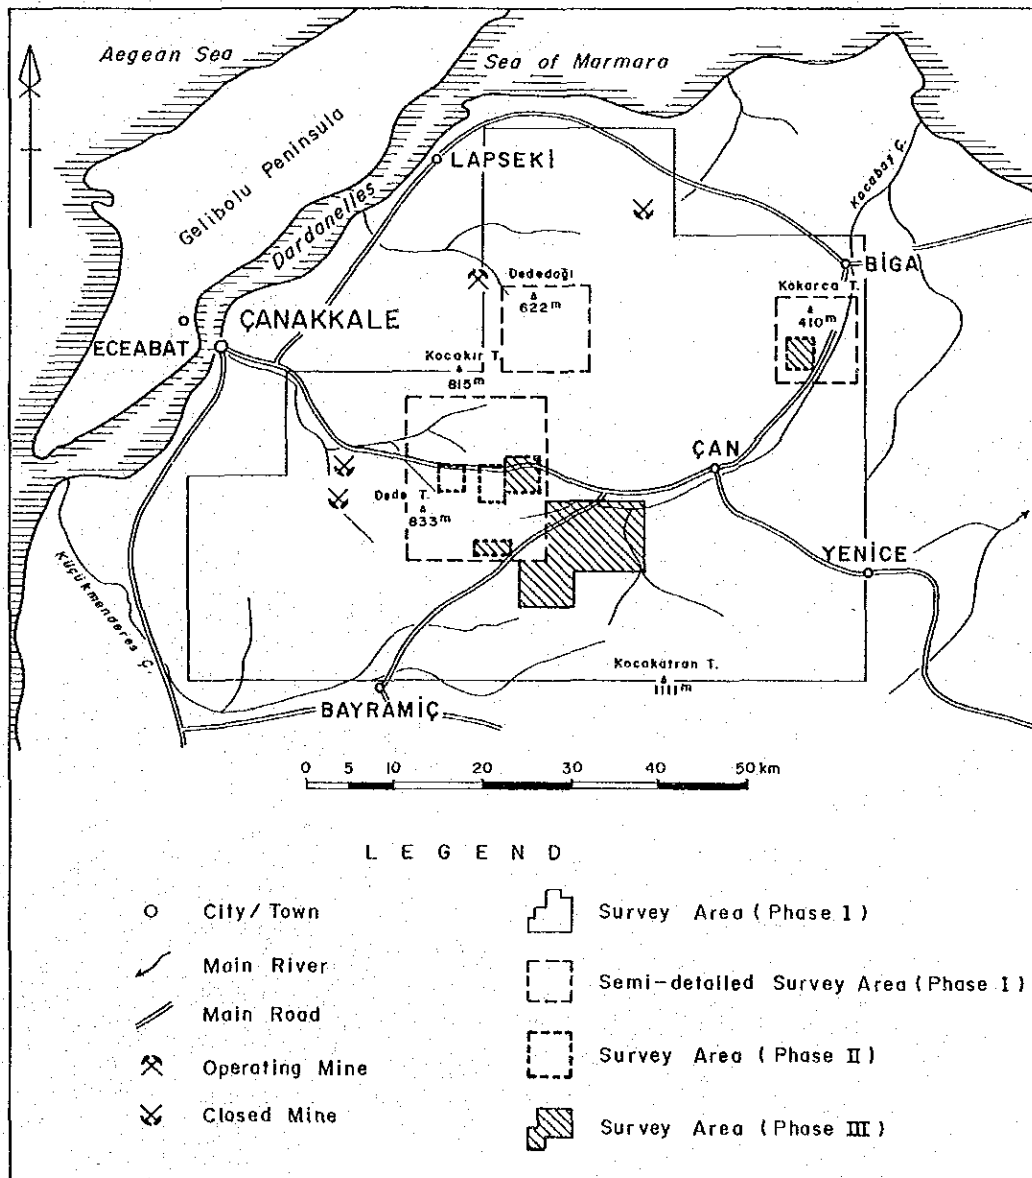 Aegean Sea
Sea of Marmara
Gelibolu Peninsula
Dardanelles
LAPSEKİ
Kocabaş Ç.
BİGA
Dededağı
622m
Kokarca T.
410m
ÇANAKKALE
ECEABAT
Kocakır T.
815m
ÇAN
Dede T.
833m
YENİCE
Küçükmenderes Ç.
Kocakatran T.
1111m
BAYRAMİÇ
0 5 10 20 30 40 50 km
LEGEND
City/Town
Main River
Main Road
Operating Mine
Closed Mine
Survey Area (Phase I)
Semi-detailed Survey Area (Phase I)
Survey Area (Phase II)
Survey Area (Phase III)